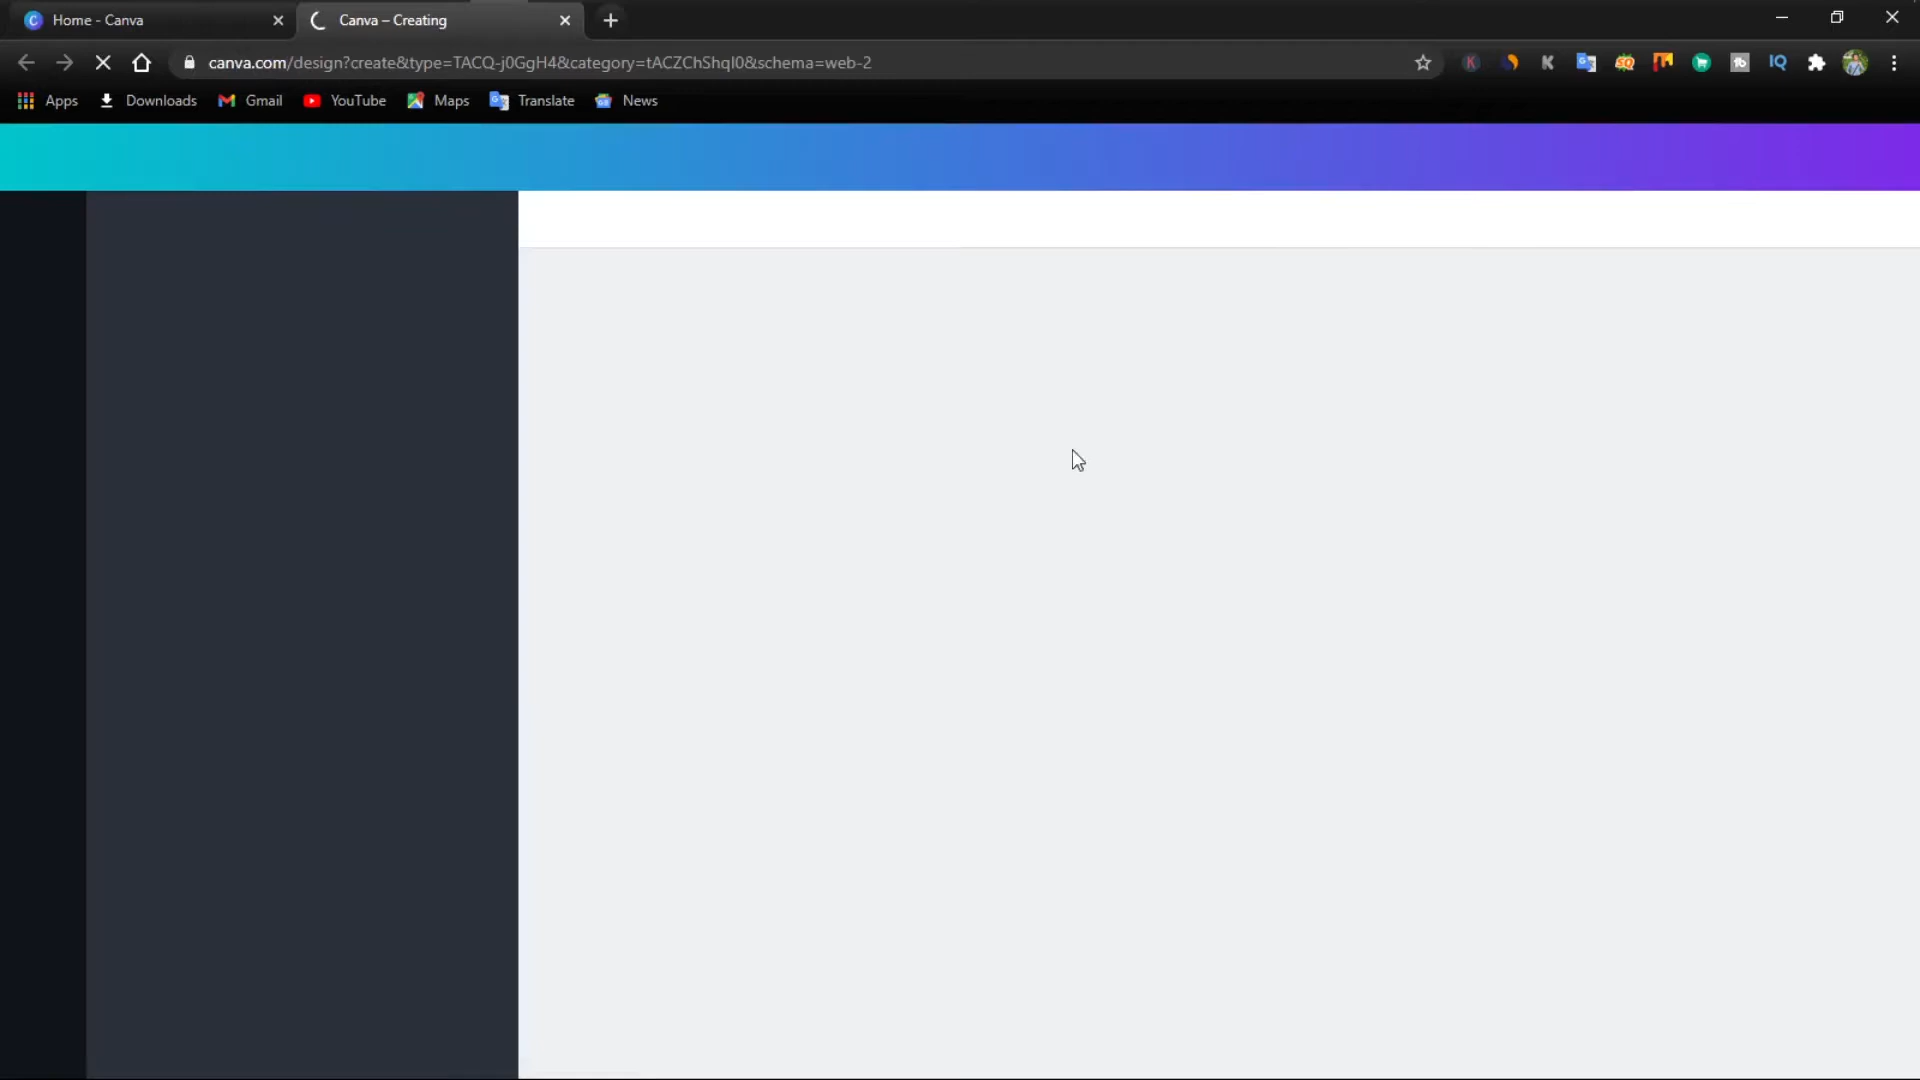 Home - Canva
Canva – Creating
canva.com/design?create&type=TACQ-j0GgH4&category=tACZChShqI0&schema=web-2
Apps
Downloads
Gmail
YouTube
Maps
Translate
News